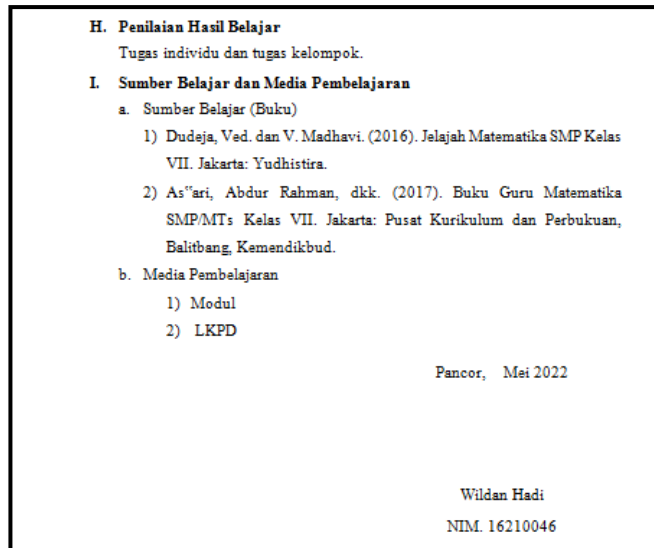 H. Penilaian Hasil Belajar
Tugas individu dan tugas kelompok.
I. Sumber Belajar dan Media Pembelajaran
a. Sumber Belajar (Buku)
1) Dudeja, Ved. dan V. Madhavi. (2016). Jelajah Matematika SMP Kelas
VII. Jakarta: Yudhistira.
2) As‟ari, Abdur Rahman, dkk. (2017). Buku Guru Matematika
SMP/MTs Kelas VII. Jakarta: Pusat Kurikulum dan Perbukuan,
Balitbang, Kemendikbud.
b. Media Pembelajaran
1) Modul
2) LKPD
Pancor, Mei 2022
Wildan Hadi
NIM. 16210046